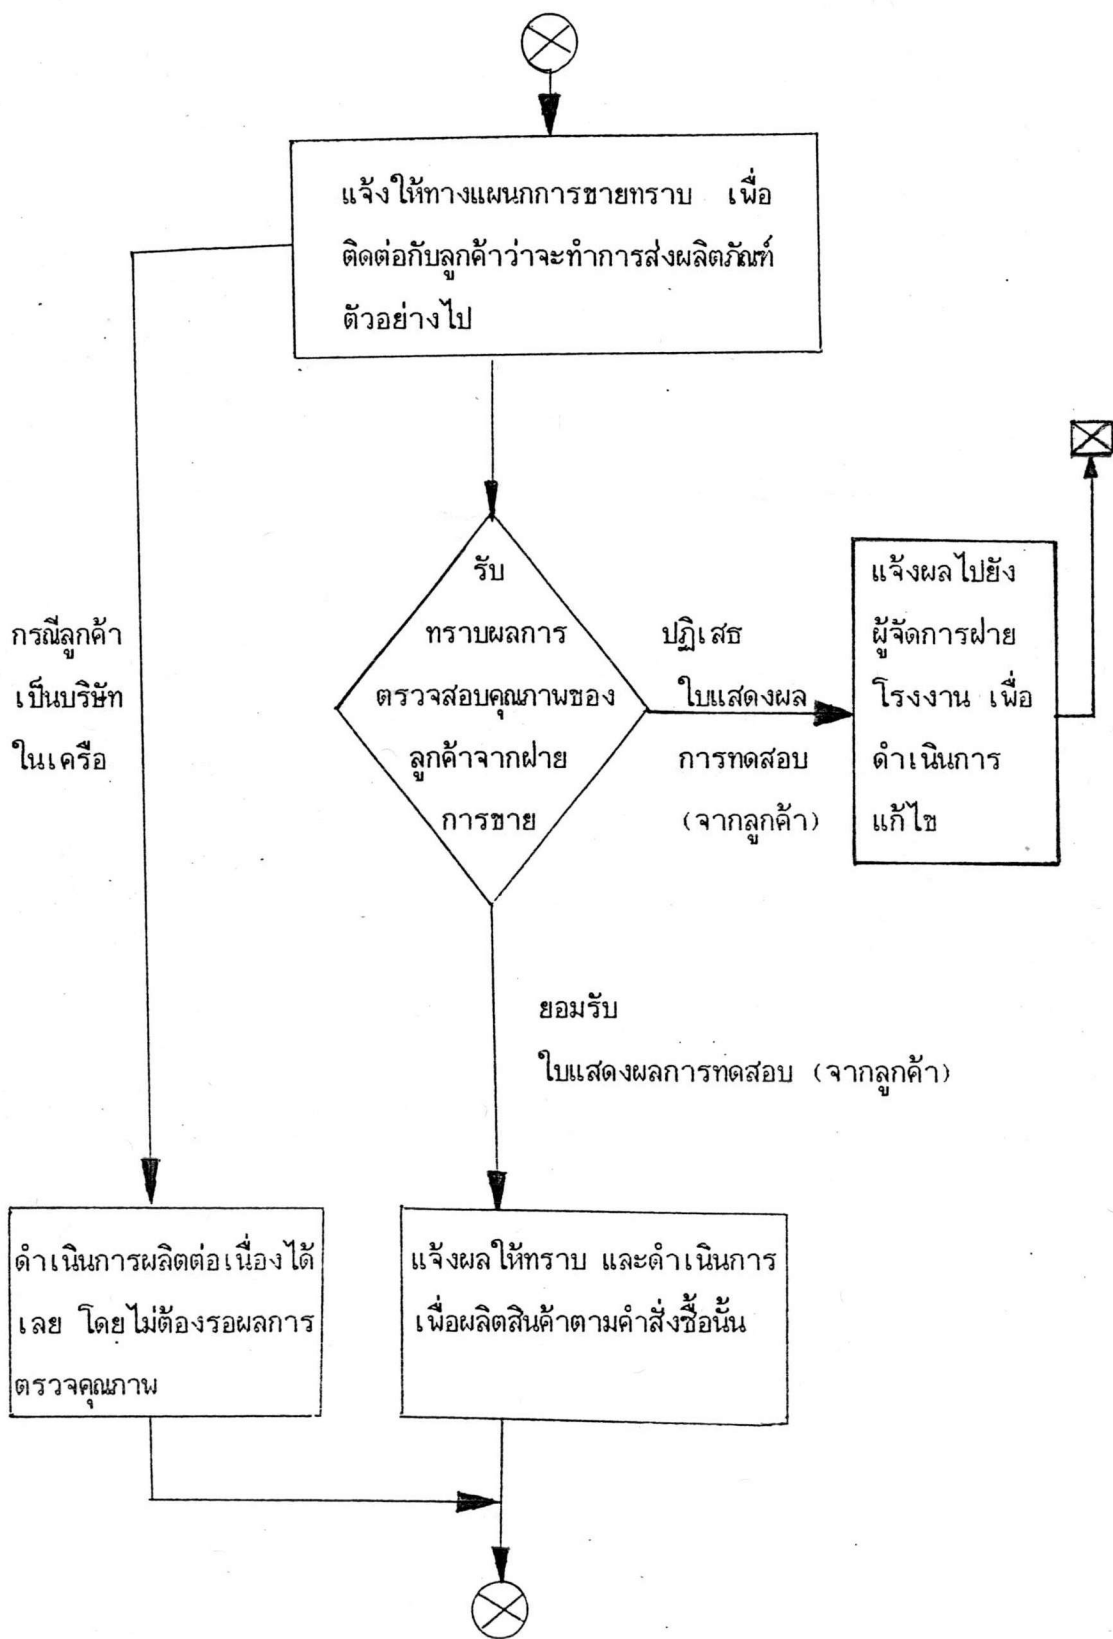 แจ้งให้ทางแผนกการขายทราบ เพื่อ
ติดต่อกับลูกค้าว่าจะทำการส่งผลิตภัณฑ์
ตัวอย่างไป
กรณีลูกค้า
เป็นบริษัท
ในเครือ
รับ
ทราบผลการ
ตรวจสอบคุณภาพของ
ลูกค้าจากฝ่าย
การขาย
ปฏิเสธ
ใบแสดงผล
การทดสอบ
(จากลูกค้า)
แจ้งผลไปยัง
ผู้จัดการฝ่าย
โรงงาน เพื่อ
ดำเนินการ
แก้ไข
ยอมรับ
ใบแสดงผลการทดสอบ (จากลูกค้า)
ดำเนินการผลิตต่อเนื่องได้
เลย โดยไม่ต้องรอผลการ
ตรวจคุณภาพ
แจ้งผลให้ทราบ และดำเนินการ
เพื่อผลิตสินค้าตามคำสั่งซื้อนั้น